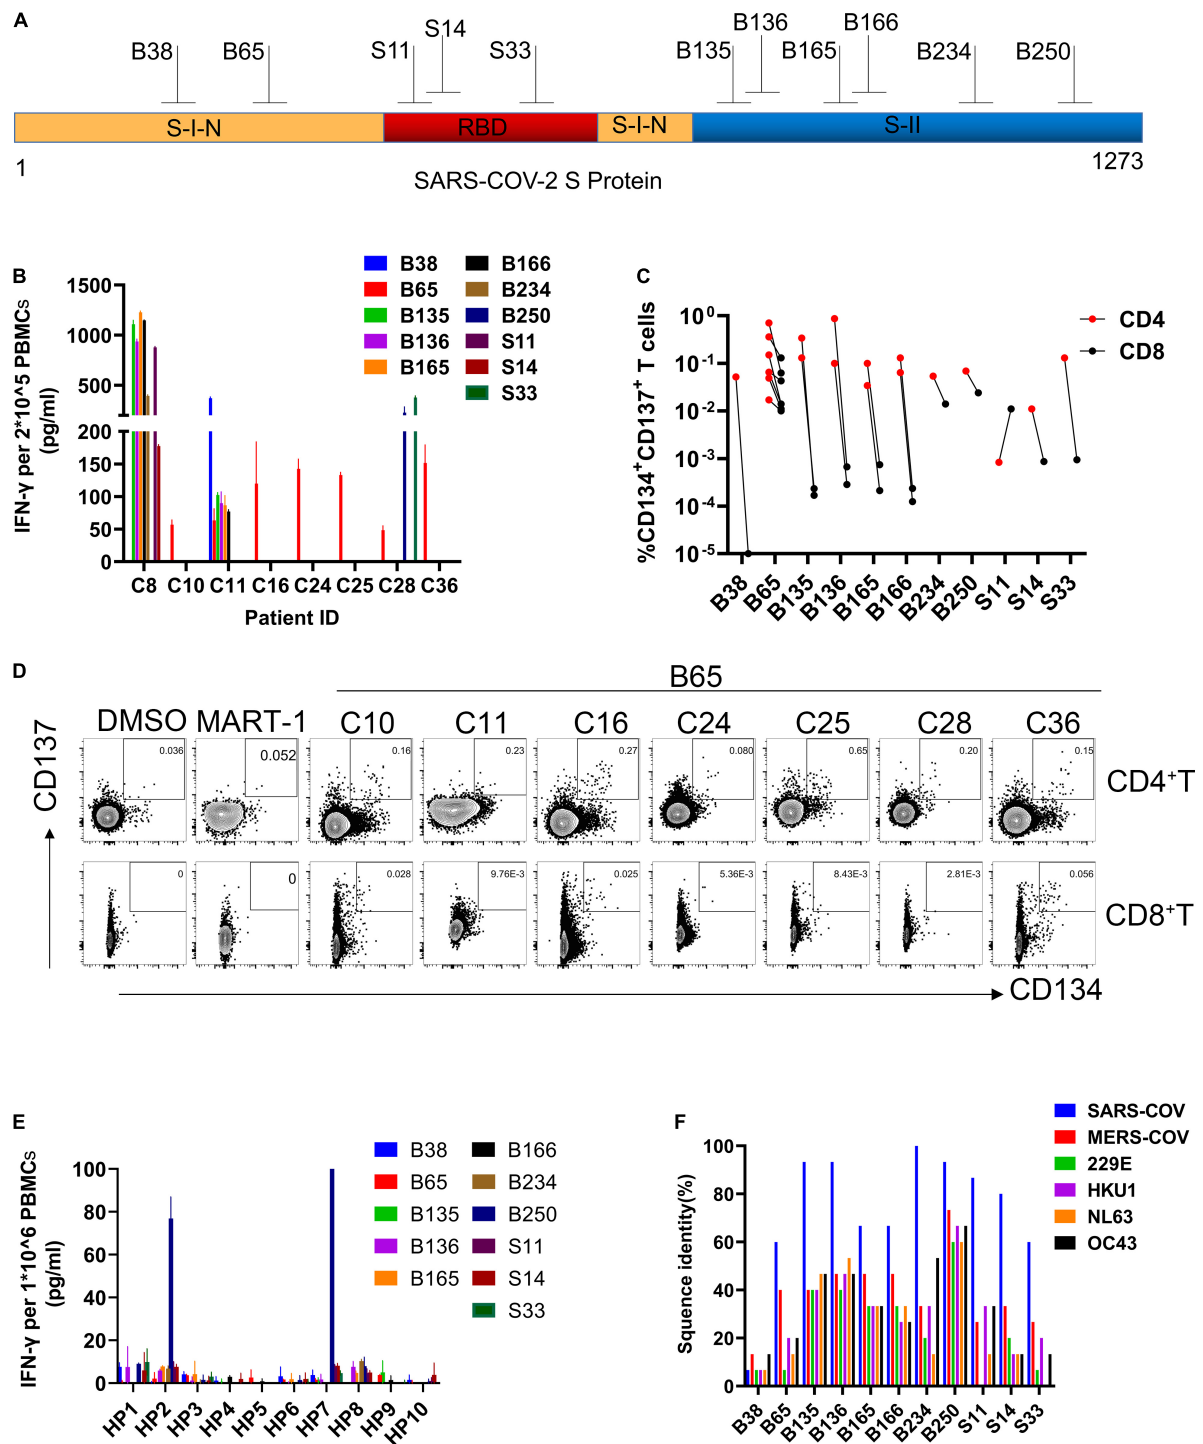 A
B38 B65 S11 S14 S33 B135 B136 B165 B166 B234 B250
S-I-N RBD S-I-N S-II
1 1273
SARS-COV-2 S Protein
B
IFN-γ per 2*10^5 PBMCs
(pg/ml)
1500
1000
500
200
150
100
50
0
C8 C10 C11 C16 C24 C25 C28 C36
Patient ID
B38 B166
B65 B234
B135 B250
B136 S11
B165 S14
S33
C
%CD134⁺CD137⁺ T cells
10⁰
10⁻¹
10⁻²
10⁻³
10⁻⁴
10⁻⁵
B38 B65 B135 B136 B165 B166 B234 B250 S11 S14 S33
CD4
CD8
D
B65
DMSO MART-1 C10 C11 C16 C24 C25 C28 C36
CD137
0.036 0.052 0.16 0.23 0.27 0.080 0.65 0.20 0.15
CD4⁺T
0 0 0.028 9.76E-3 0.025 5.36E-3 8.43E-3 2.81E-3 0.056
CD8⁺T
CD134
E
IFN-γ per 1*10^6 PBMCs
(pg/ml)
100
80
60
40
20
0
HP1 HP2 HP3 HP4 HP5 HP6 HP7 HP8 HP9 HP10
B38 B166
B65 B234
B135 B250
B136 S11
B165 S14
S33
F
Squence identity(%)
100
80
60
40
20
0
B38 B65 B135 B136 B165 B166 B234 B250 S11 S14 S33
SARS-COV
MERS-COV
229E
HKU1
NL63
OC43